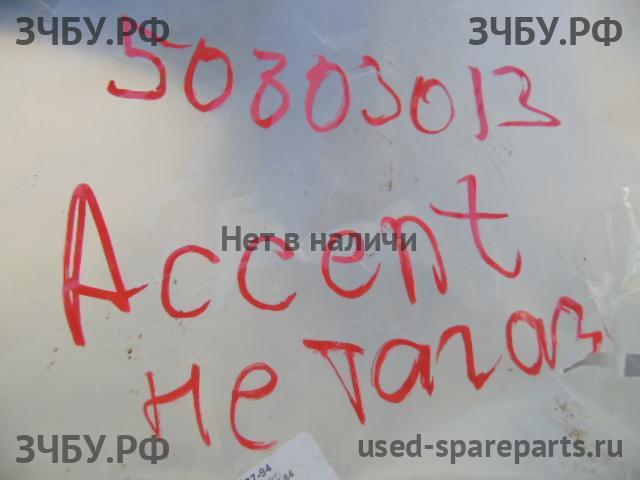 ЗЧБУ.РФ ЗЧБУ.РФ
50803013
Accent
Нет в наличи
не тагаз
ЗЧБУ.РФ used-spareparts.ru